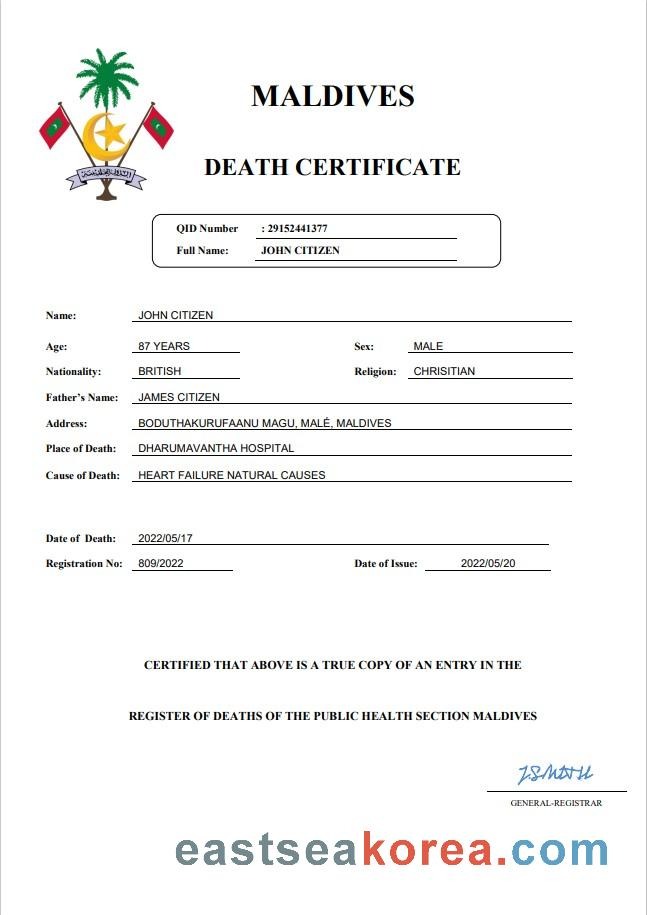 MALDIVES
DEATH CERTIFICATE
QID Number : 29152441377
Full Name: JOHN CITIZEN
Name: JOHN CITIZEN
Age: 87 YEARS Sex: MALE
Nationality: BRITISH Religion: CHRISITIAN
Father's Name: JAMES CITIZEN
Address: BODUTHAKURUFAANU MAGU, MALÉ, MALDIVES
Place of Death: DHARUMAVANTHA HOSPITAL
Cause of Death: HEART FAILURE NATURAL CAUSES
Date of Death: 2022/05/17
Registration No: 809/2022 Date of Issue: 2022/05/20
CERTIFIED THAT ABOVE IS A TRUE COPY OF AN ENTRY IN THE
REGISTER OF DEATHS OF THE PUBLIC HEALTH SECTION MALDIVES
GENERAL-REGISTRAR
eastseakorea.com